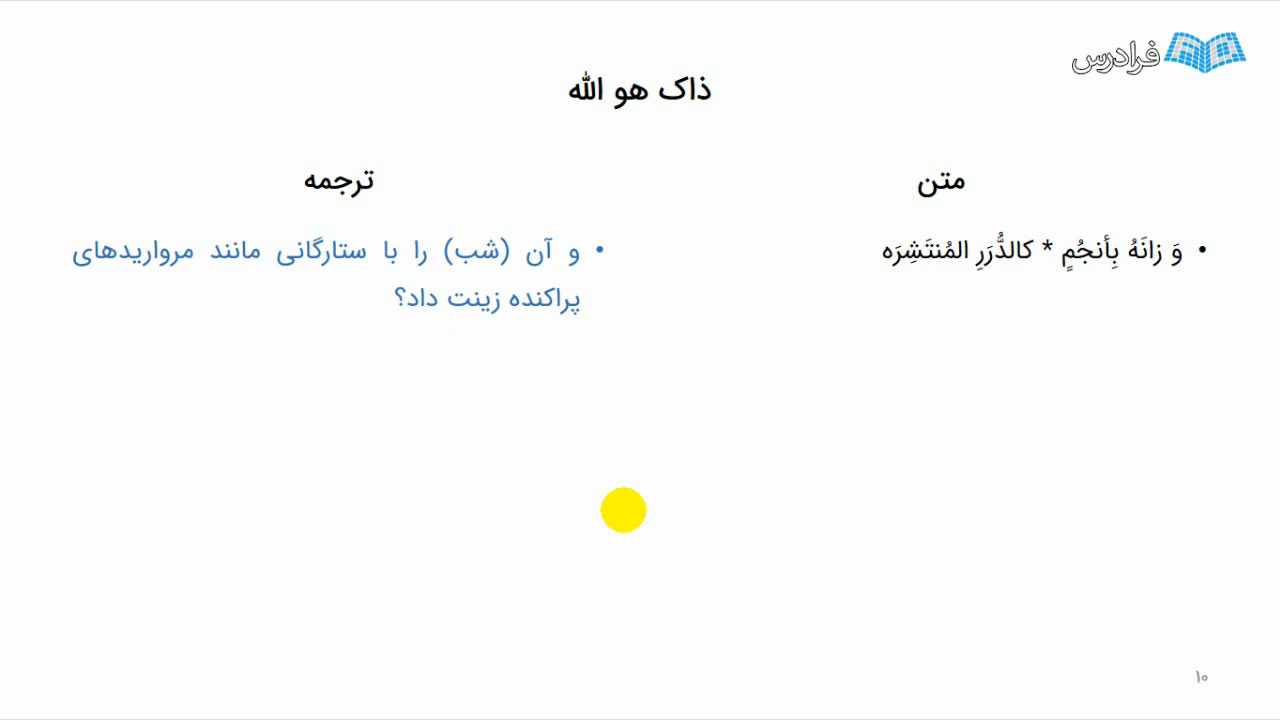 فرادرس
ذاک هو الله
متن
ترجمه
• وَ زانَهُ بِأنجُمٍ * کالدُّرَرِ المُنتَشِرَه
• و آن (شب) را با ستارگانی مانند مرواریدهای
پراکنده زینت داد؟
۱۰